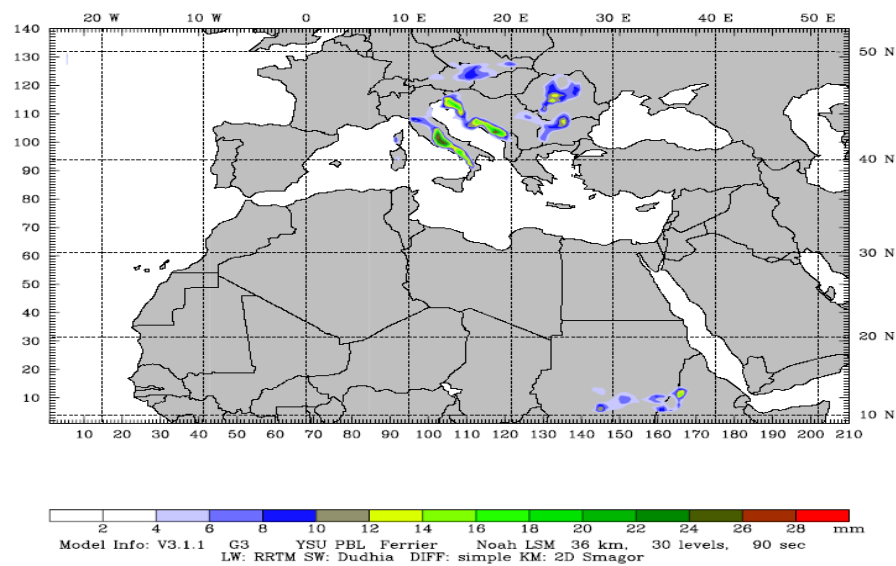 20 W 10 W 0 10 E 20 E 30 E 40 E 50 E
140
50 N
130
120
110
100
40 N
90
80
70
30 N
60
50
40
20 N
30
20
10
10 N
10 20 30 40 50 60 70 80 90 100 110 120 130 140 150 160 170 180 190 200 210
2 4 6 8 10 12 14 16 18 20 22 24 26 28 mm
Model Info: V3.1.1 G3 YSU PBL Ferrier Noah LSM 36 km, 30 levels, 90 sec
LW: RRTM SW: Dudhia DIFF: simple KM: 2D Smagor